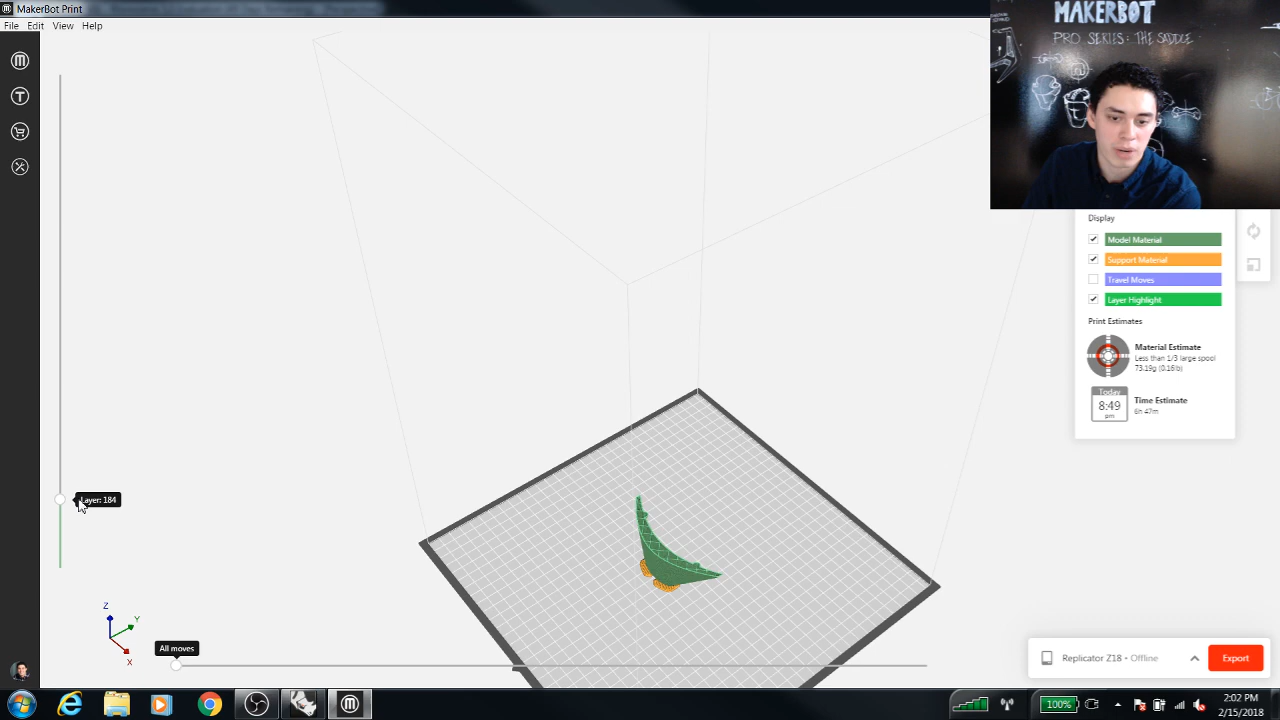 MakerBot Print
File Edit View Help
MAKERBOT
PRO SERIES: THE SADDLE
Display
Model Material
Support Material
Travel Moves
Layer Highlight
Print Estimates
Material Estimate
Less than 1/3 large spool
73.19g (0.16lb)
Today
8:49
pm
Time Estimate
6h 47m
Layer: 184
Z
Y
X
All moves
Replicator Z18 - Offline
Export
100%
2:02 PM
2/15/2018